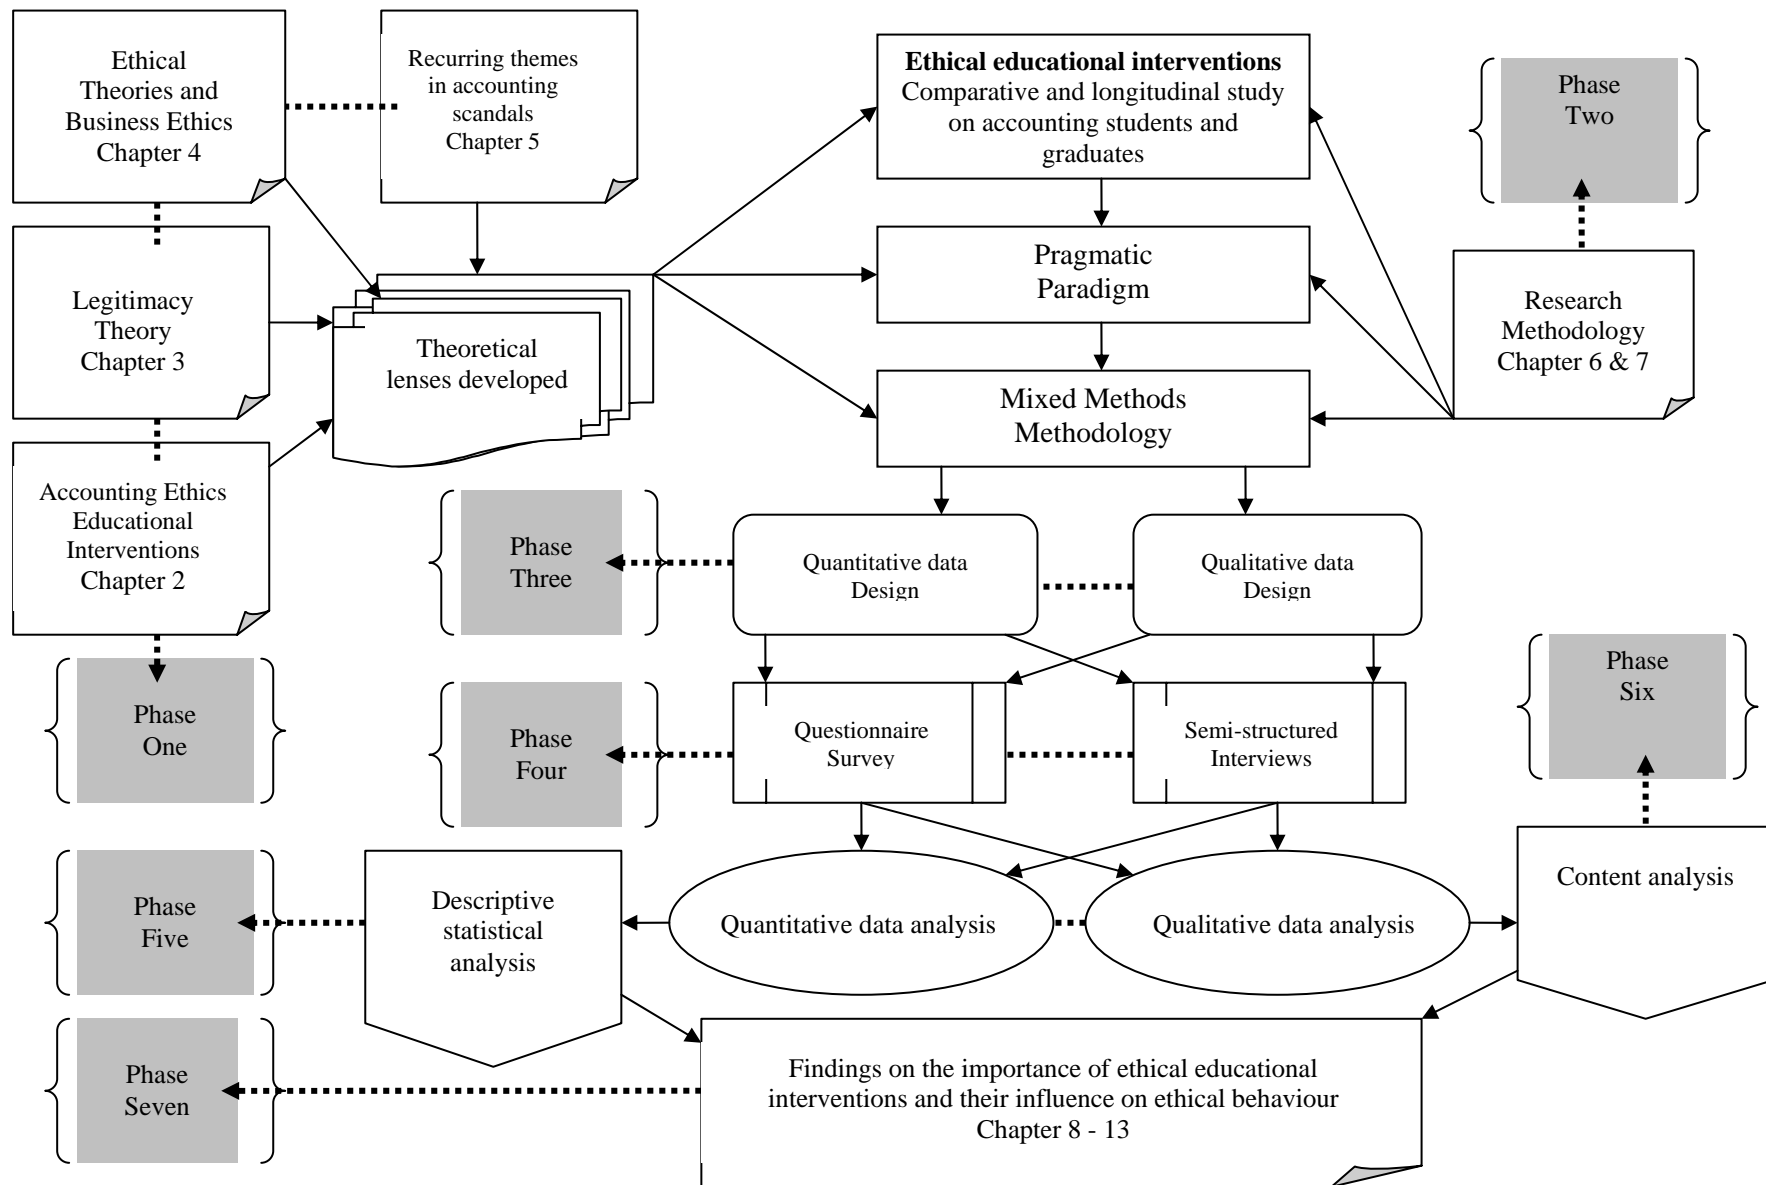 Ethical
Theories and
Business Ethics
Chapter 4
Recurring themes
in accounting
scandals
Chapter 5
Ethical educational interventions
Comparative and longitudinal study
on accounting students and
graduates
Phase
Two
Legitimacy
Theory
Chapter 3
Theoretical
lenses developed
Pragmatic
Paradigm
Research
Methodology
Chapter 6 & 7
Mixed Methods
Methodology
Accounting Ethics
Educational
Interventions
Chapter 2
Phase
Three
Quantitative data
Design
Qualitative data
Design
Phase
One
Phase
Four
Questionnaire
Survey
Semi-structured
Interviews
Phase
Six
Phase
Five
Descriptive
statistical
analysis
Quantitative data analysis
Qualitative data analysis
Content analysis
Phase
Seven
Findings on the importance of ethical educational
interventions and their influence on ethical behaviour
Chapter 8 - 13